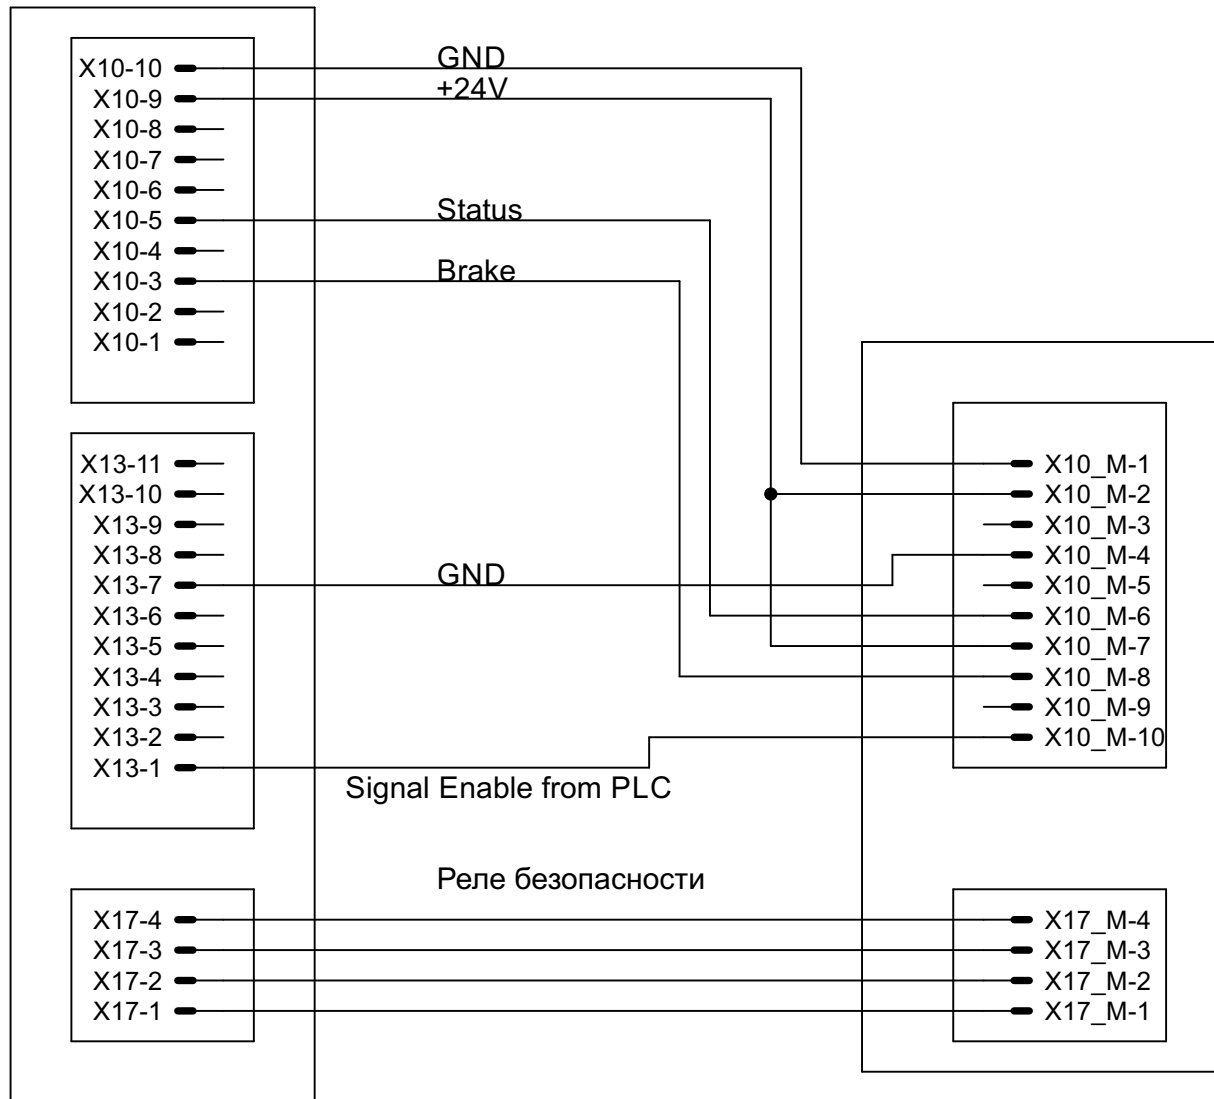 X10-10
X10-9
X10-8
X10-7
X10-6
X10-5
X10-4
X10-3
X10-2
X10-1
GND
+24V
Status
Brake
X13-11
X13-10
X13-9
X13-8
X13-7
X13-6
X13-5
X13-4
X13-3
X13-2
X13-1
GND
Signal Enable from PLC
X10_M-1
X10_M-2
X10_M-3
X10_M-4
X10_M-5
X10_M-6
X10_M-7
X10_M-8
X10_M-9
X10_M-10
Реле безопасности
X17-4
X17-3
X17-2
X17-1
X17_M-4
X17_M-3
X17_M-2
X17_M-1